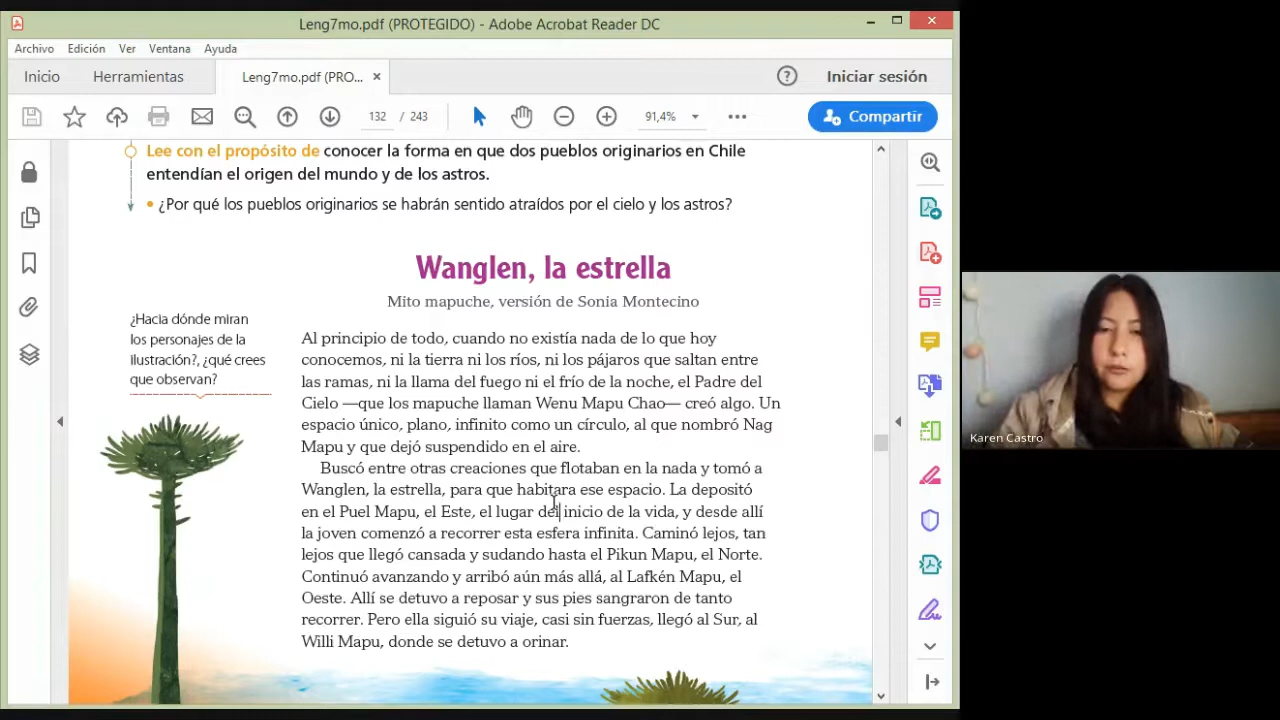 Leng7mo.pdf (PROTEGIDO) - Adobe Acrobat Reader DC
Archivo Edición Ver Ventana Ayuda
Inicio Herramientas Leng7mo.pdf (PRO... × Iniciar sesión
132 / 243 91,4% Compartir
Lee con el propósito de conocer la forma en que dos pueblos originarios en Chile
entendían el origen del mundo y de los astros.
• ¿Por qué los pueblos originarios se habrán sentido atraídos por el cielo y los astros?
Wanglen, la estrella
Mito mapuche, versión de Sonia Montecino
¿Hacia dónde miran
los personajes de la
ilustración?, ¿qué crees
que observan?
Al principio de todo, cuando no existía nada de lo que hoy
conocemos, ni la tierra ni los ríos, ni los pájaros que saltan entre
las ramas, ni la llama del fuego ni el frío de la noche, el Padre del
Cielo —que los mapuche llaman Wenu Mapu Chao— creó algo. Un
espacio único, plano, infinito como un círculo, al que nombró Nag
Mapu y que dejó suspendido en el aire.
Buscó entre otras creaciones que flotaban en la nada y tomó a
Wanglen, la estrella, para que habitara ese espacio. La depositó
en el Puel Mapu, el Este, el lugar del inicio de la vida, y desde allí
la joven comenzó a recorrer esta esfera infinita. Caminó lejos, tan
lejos que llegó cansada y sudando hasta el Pikun Mapu, el Norte.
Continuó avanzando y arribó aún más allá, al Lafkén Mapu, el
Oeste. Allí se detuvo a reposar y sus pies sangraron de tanto
recorrer. Pero ella siguió su viaje, casi sin fuerzas, llegó al Sur, al
Willi Mapu, donde se detuvo a orinar.
Karen Castro